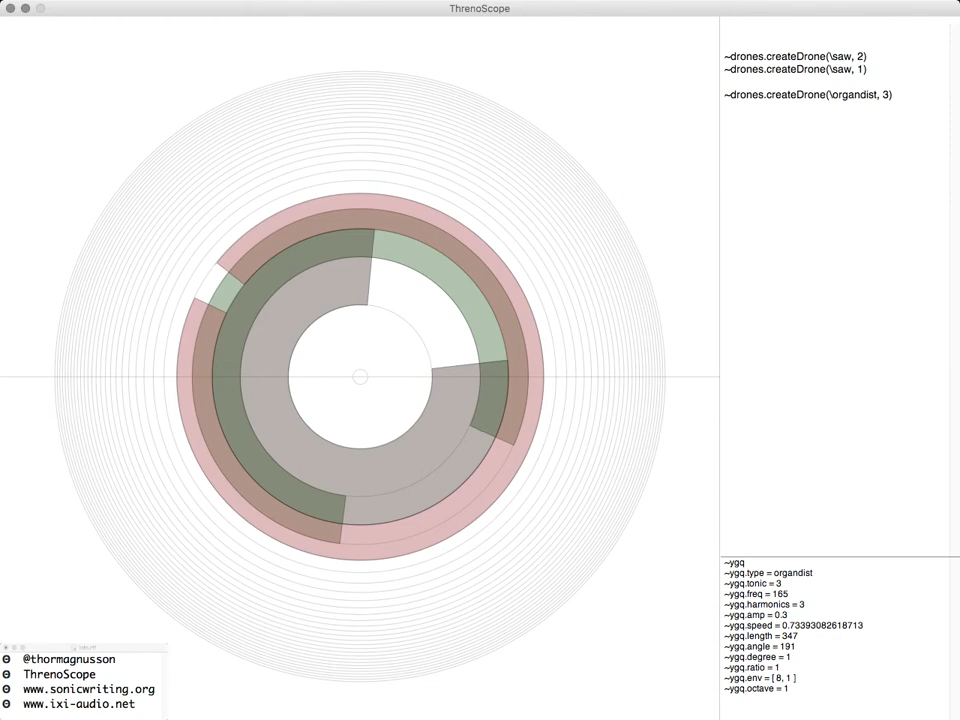 ThrenoScope
~drones.createDrone(\saw, 2)
~drones.createDrone(\saw, 1)
~drones.createDrone(\organdist, 3)
~ygq
~ygq.type = organdist
~ygq.tonic = 3
~ygq.freq = 165
~ygq.harmonics = 3
~ygq.amp = 0.3
~ygq.speed = 0.73393082618713
~ygq.length = 347
~ygq.angle = 191
~ygq.degree = 1
~ygq.ratio = 1
~ygq.env = [ 8, 1 ]
~ygq.octave = 1
Θ @thormagnusson
Θ ThrenoScope
Θ www.sonicwriting.org
Θ www.ixi-audio.net